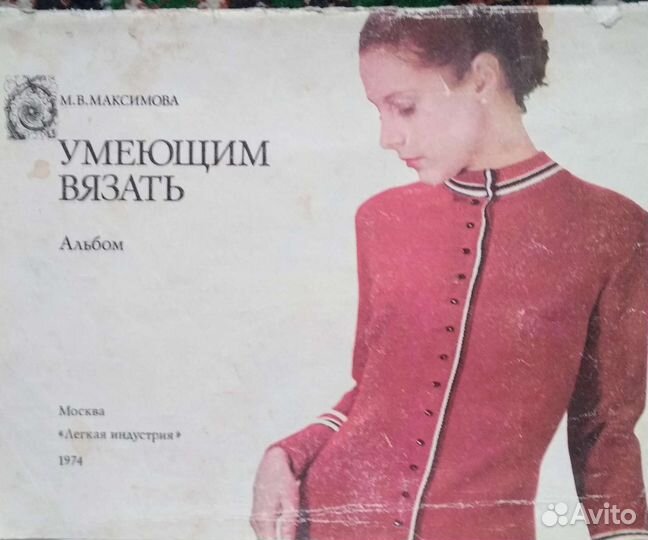 М.В.МАКСИМОВА
УМЕЮЩИМ
ВЯЗАТЬ
Альбом
Москва
«Легкая индустрия»
1974
Avito